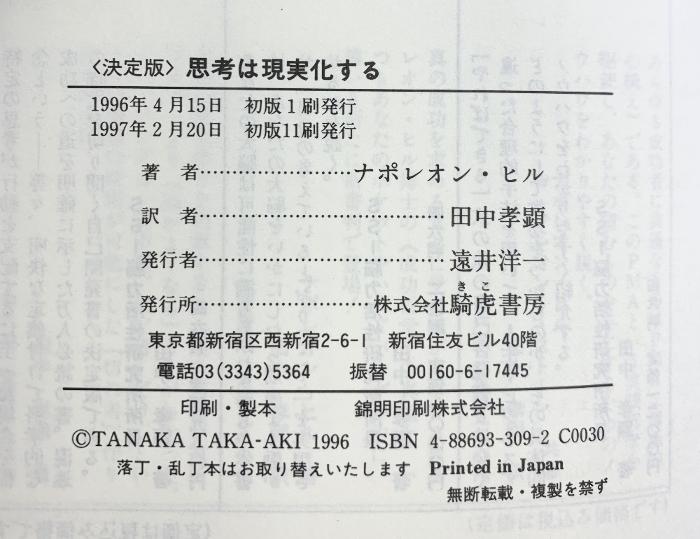 〈決定版〉思考は現実化する
1996年4月15日 初版1刷発行
1997年2月20日 初版11刷発行
著 者…………………ナポレオン・ヒル
訳 者……………………………田中孝顕
発行者……………………………遠井洋一
きこ
発行所……………………株式会社騎虎書房
東京都新宿区西新宿2-6-1 新宿住友ビル40階
電話03(3343)5364 振替 00160-6-17445
印刷・製本 錦明印刷株式会社
©TANAKA TAKA-AKI 1996 ISBN 4-88693-309-2 C0030
落丁・乱丁本はお取り替えいたします Printed in Japan
無断転載・複製を禁ず